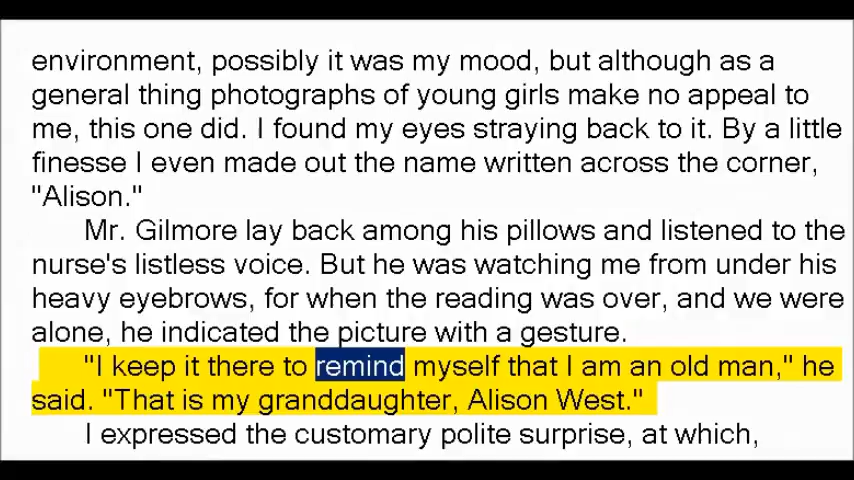 environment, possibly it was my mood, but although as a
general thing photographs of young girls make no appeal to
me, this one did. I found my eyes straying back to it. By a little
finesse I even made out the name written across the corner,
"Alison."
Mr. Gilmore lay back among his pillows and listened to the
nurse's listless voice. But he was watching me from under his
heavy eyebrows, for when the reading was over, and we were
alone, he indicated the picture with a gesture.
"I keep it there to remind myself that I am an old man," he
said. "That is my granddaughter, Alison West."
I expressed the customary polite surprise, at which,